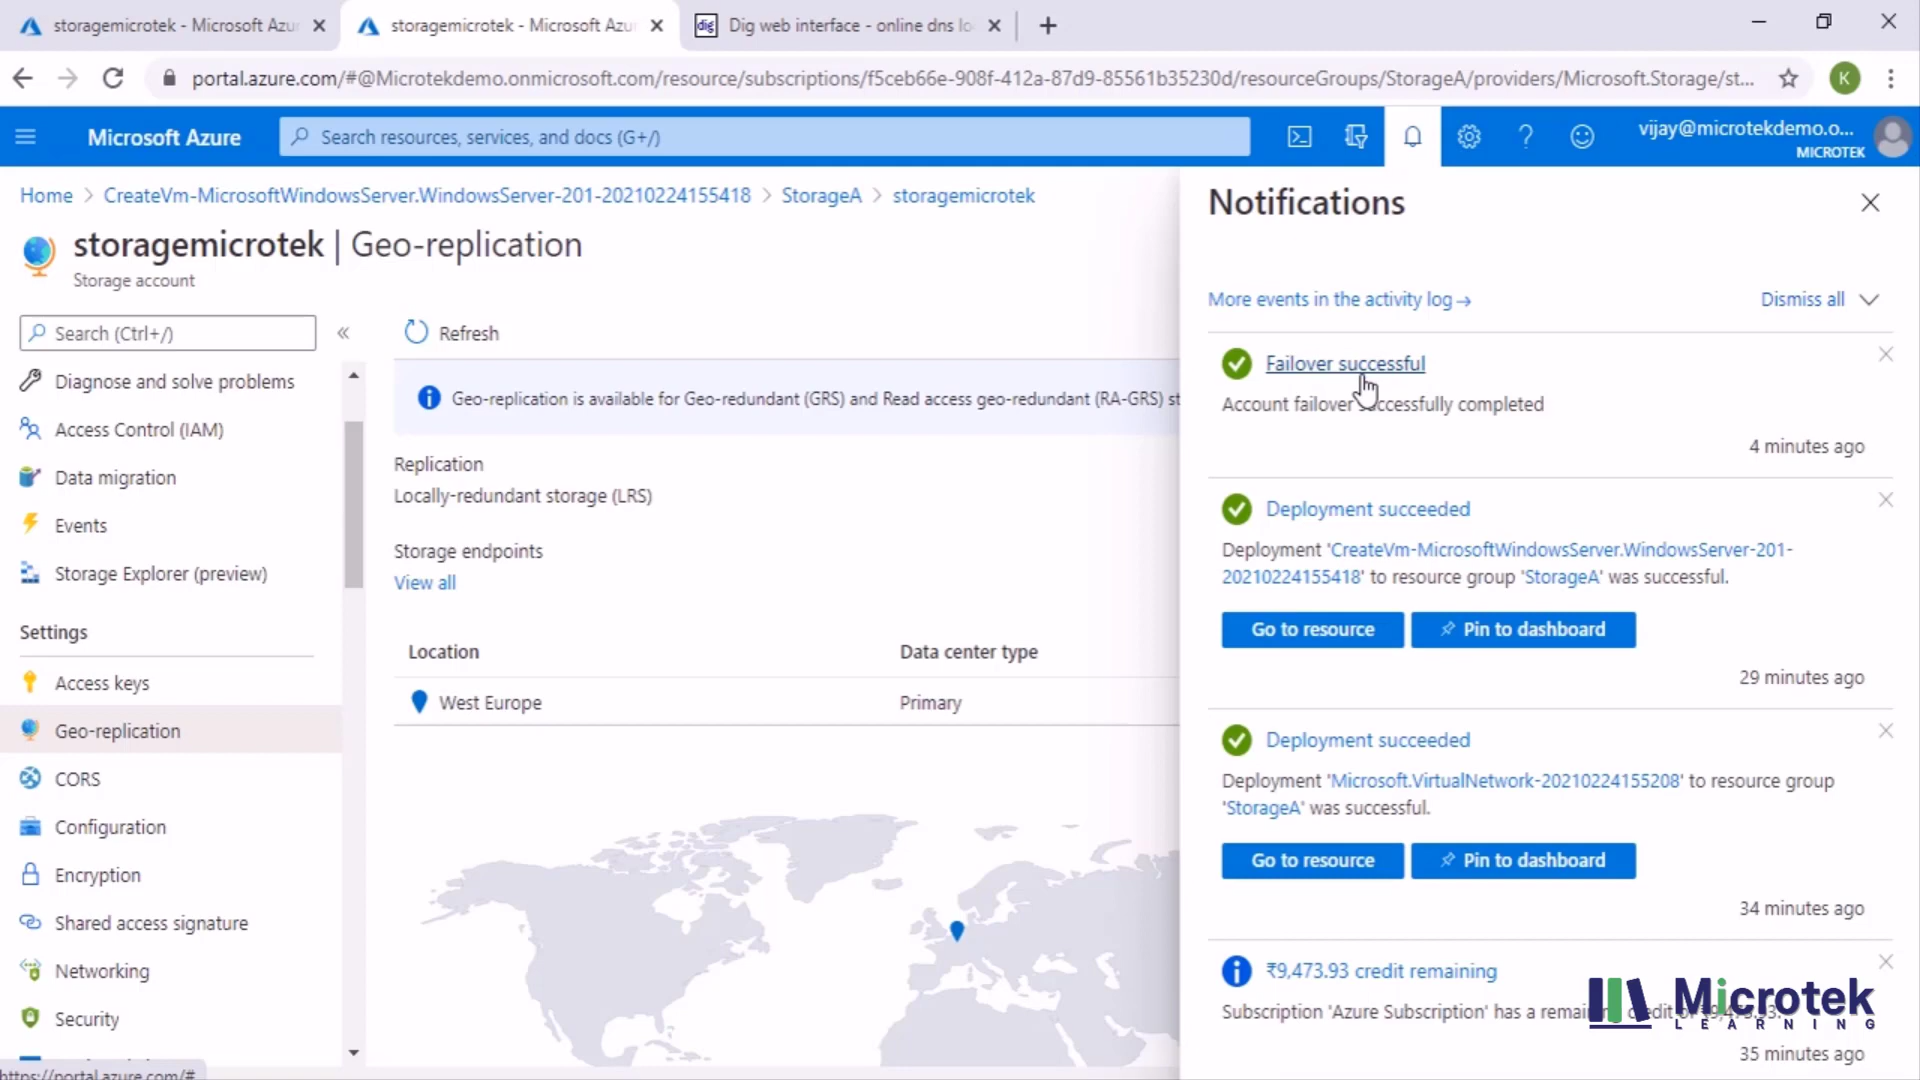 storagemicrotek - Microsoft Azu
storagemicrotek - Microsoft Azu
dig
Dig web interface - online dns lo
portal.azure.com/#@Microtekdemo.onmicrosoft.com/resource/subscriptions/f5ceb66e-908f-412a-87d9-85561b35230d/resourceGroups/StorageA/providers/Microsoft.Storage/st...
K
Microsoft Azure
Search resources, services, and docs (G+/)
vijay@microtekdemo.o...
MICROTEK
Home > CreateVm-MicrosoftWindowsServer.WindowsServer-201-20210224155418 > StorageA > storagemicrotek
storagemicrotek | Geo-replication
Storage account
Search (Ctrl+/)
«
Diagnose and solve problems
Access Control (IAM)
Data migration
Events
Storage Explorer (preview)
Settings
Access keys
Geo-replication
CORS
Configuration
Encryption
Shared access signature
Networking
Security
https://portal.azure.com/#
Refresh
Geo-replication is available for Geo-redundant (GRS) and Read access geo-redundant (RA-GRS) st
Replication
Locally-redundant storage (LRS)
Storage endpoints
View all
Location Data center type
West Europe Primary
Notifications
More events in the activity log→
Dismiss all
Failover successful
Account failover successfully completed
4 minutes ago
Deployment succeeded
Deployment 'CreateVm-MicrosoftWindowsServer.WindowsServer-201-
20210224155418' to resource group 'StorageA' was successful.
Go to resource
Pin to dashboard
29 minutes ago
Deployment succeeded
Deployment 'Microsoft.VirtualNetwork-20210224155208' to resource group
'StorageA' was successful.
Go to resource
Pin to dashboard
34 minutes ago
₹9,473.93 credit remaining
Subscription 'Azure Subscription' has a
35 minutes ago
Microtek
LEARNING